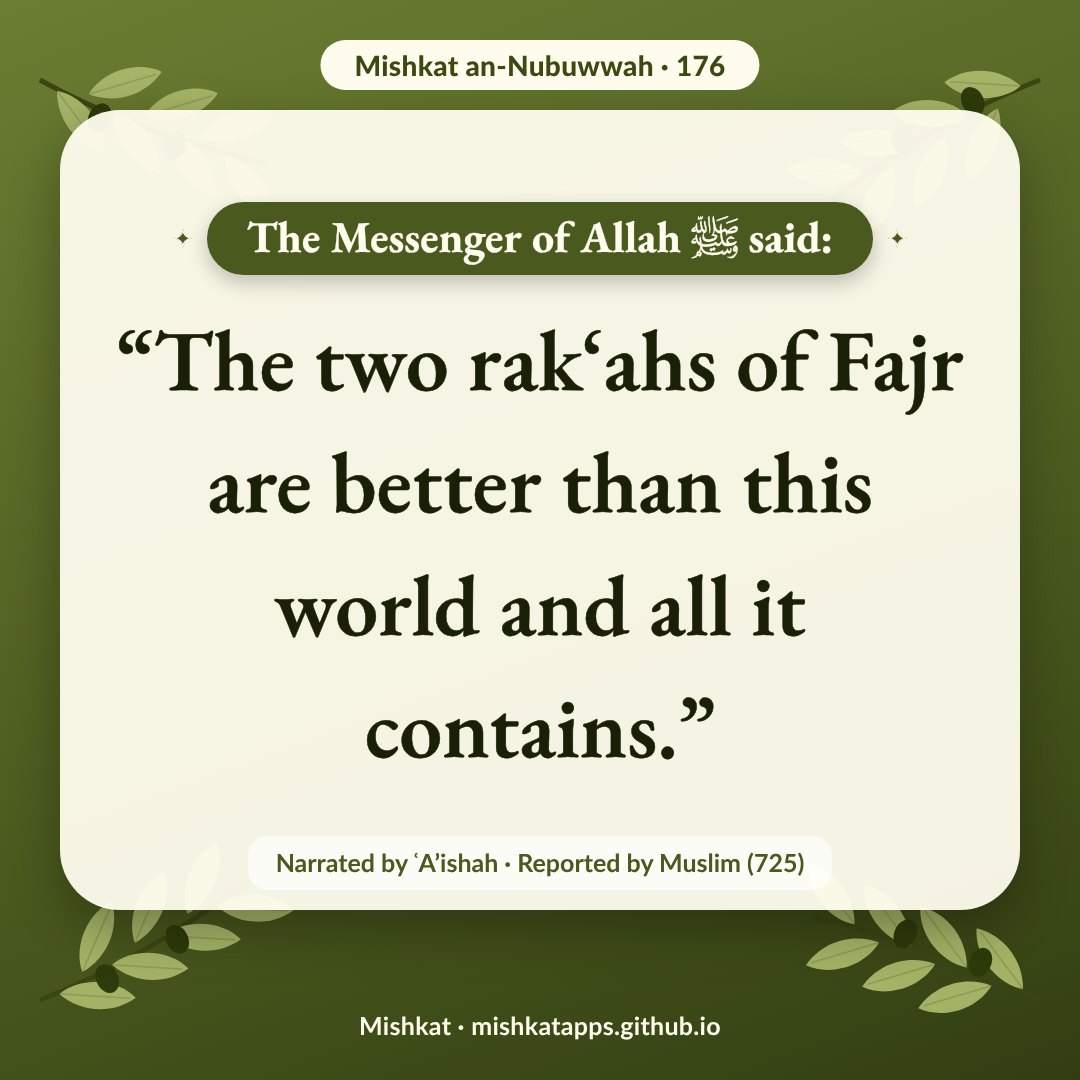 Mishkat an-Nubuwwah · 176
The Messenger of Allah ﷺ said:
“The two rak‘ahs of Fajr
are better than this
world and all it
contains.”
Narrated by ʿA’ishah · Reported by Muslim (725)
Mishkat · mishkatapps.github.io